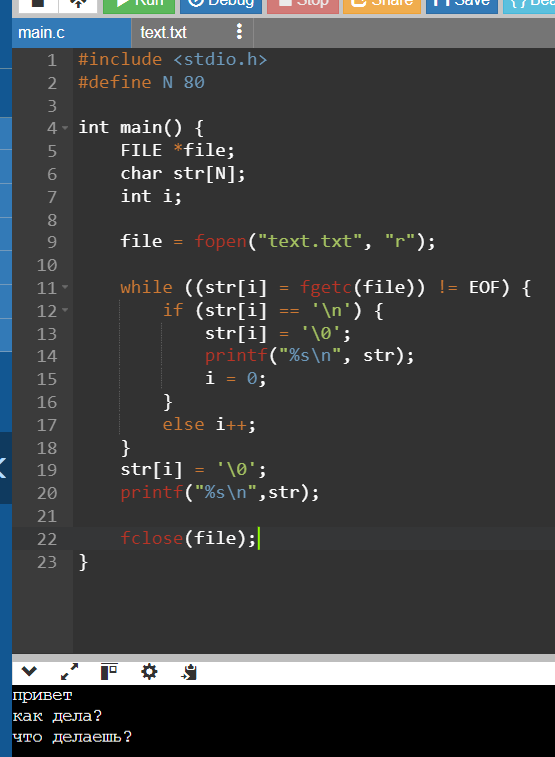 Run Debug Stop Share Save { }
main.c text.txt
1 #include <stdio.h>
2 #define N 80
3
4 int main() {
5     FILE *file;
6     char str[N];
7     int i;
8
9     file = fopen("text.txt", "r");
10
11     while ((str[i] = fgetc(file)) != EOF) {
12         if (str[i] == '\n') {
13             str[i] = '\0';
14             printf("%s\n", str);
15             i = 0;
16         }
17         else i++;
18     }
19     str[i] = '\0';
20     printf("%s\n",str);
21
22     fclose(file);
23 }
привет
как дела?
что делаешь?